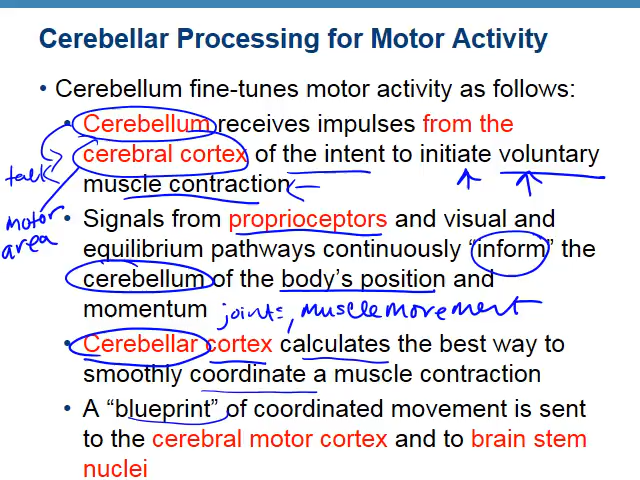 Cerebellar Processing for Motor Activity
• Cerebellum fine-tunes motor activity as follows:
• Cerebellum receives impulses from the
cerebral cortex of the intent to initiate voluntary
talk
muscle contraction
motor
area
• Signals from proprioceptors and visual and
equilibrium pathways continuously "inform" the
cerebellum of the body's position and
momentum joints, muscle movement
• Cerebellar cortex calculates the best way to
smoothly coordinate a muscle contraction
• A "blueprint" of coordinated movement is sent
to the cerebral motor cortex and to brain stem
nuclei